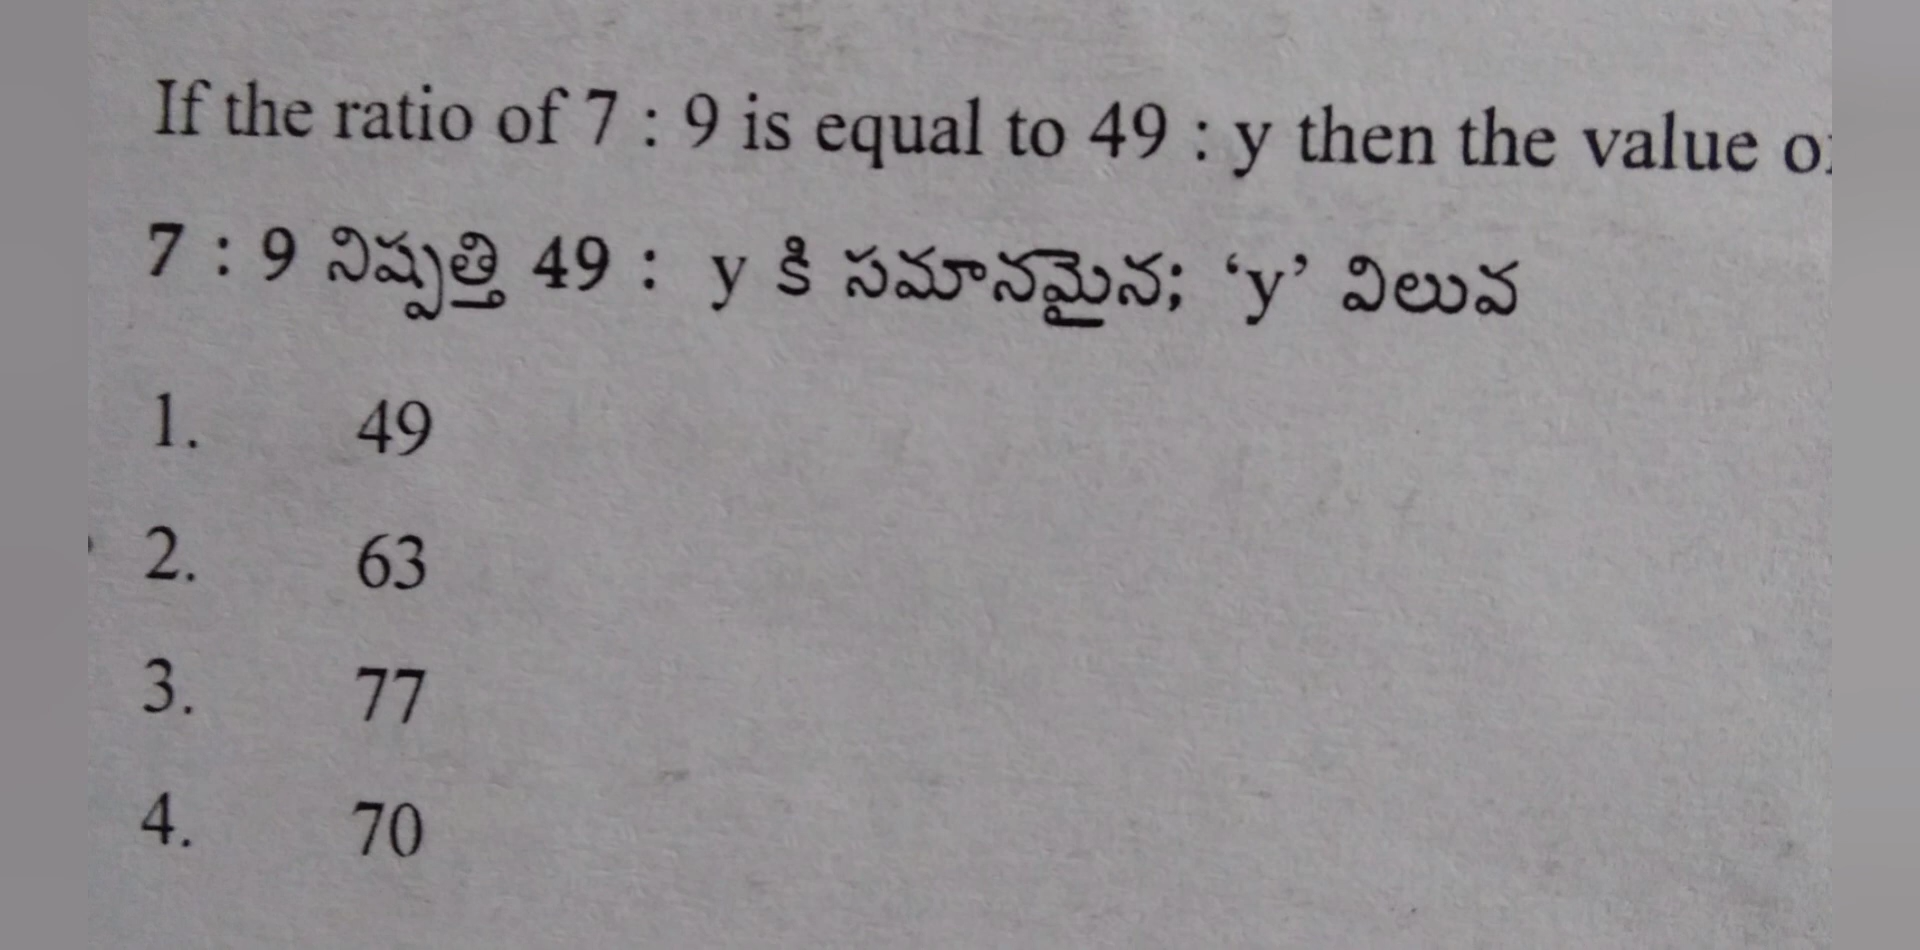 If the ratio of 7 : 9 is equal to 49 : y then the value
7 : 9 నిష్పత్తి 49 : y కి సమానమైన; ‘y’ విలువ
1. 49
2. 63
3. 77
4. 70